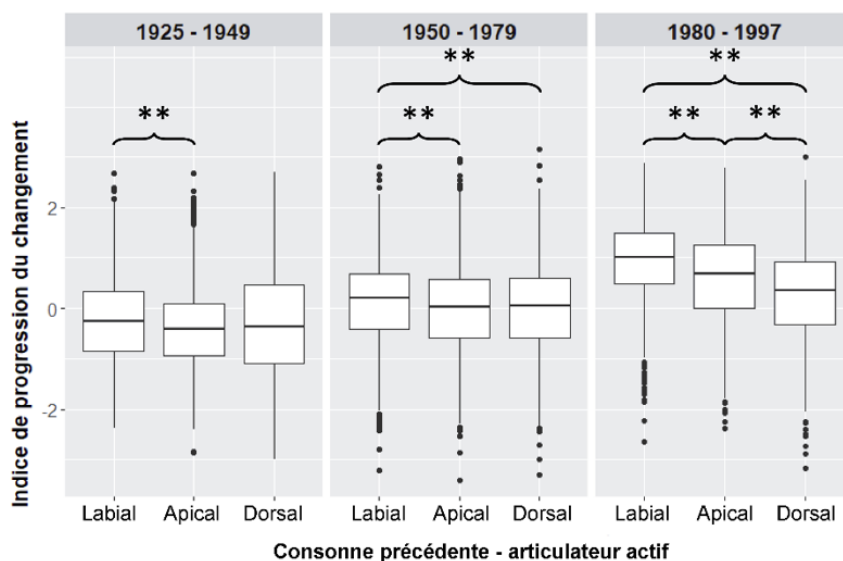 1925 - 1949
1950 - 1979
1980 - 1997
**
**
**
**
**
**
Indice de progression du changement
2
0
-2
Labial Apical Dorsal
Labial Apical Dorsal
Labial Apical Dorsal
Consonne précédente - articulateur actif